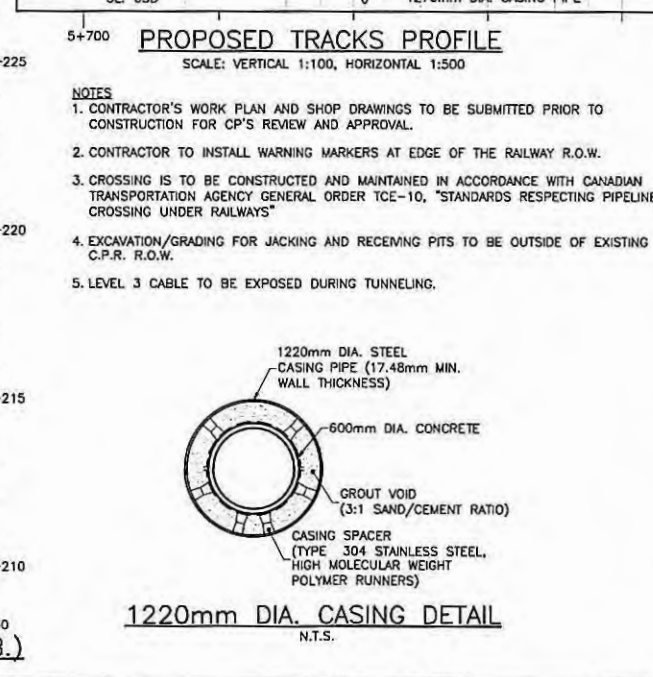 5+700
PROPOSED TRACKS PROFILE
SCALE: VERTICAL 1:100, HORIZONTAL 1:500
225
NOTES
1. CONTRACTOR'S WORK PLAN AND SHOP DRAWINGS TO BE SUBMITTED PRIOR TO
CONSTRUCTION FOR CP'S REVIEW AND APPROVAL.
2. CONTRACTOR TO INSTALL WARNING MARKERS AT EDGE OF THE RAILWAY R.O.W.
3. CROSSING IS TO BE CONSTRUCTED AND MAINTAINED IN ACCORDANCE WITH CANADIAN
TRANSPORTATION AGENCY GENERAL ORDER TCE-10, "STANDARDS RESPECTING PIPELINE
CROSSING UNDER RAILWAYS"
220
4. EXCAVATION/GRADING FOR JACKING AND RECEIVING PITS TO BE OUTSIDE OF EXISTING
C.P.R. R.O.W.
5. LEVEL 3 CABLE TO BE EXPOSED DURING TUNNELING.
1220mm DIA. STEEL
CASING PIPE (17.48mm MIN.
WALL THICKNESS)
215
600mm DIA. CONCRETE
GROUT VOID
(3:1 SAND/CEMENT RATIO)
CASING SPACER
(TYPE 304 STAINLESS STEEL,
HIGH MOLECULAR WEIGHT
POLYMER RUNNERS)
210
1220mm DIA. CASING DETAIL
N.T.S.